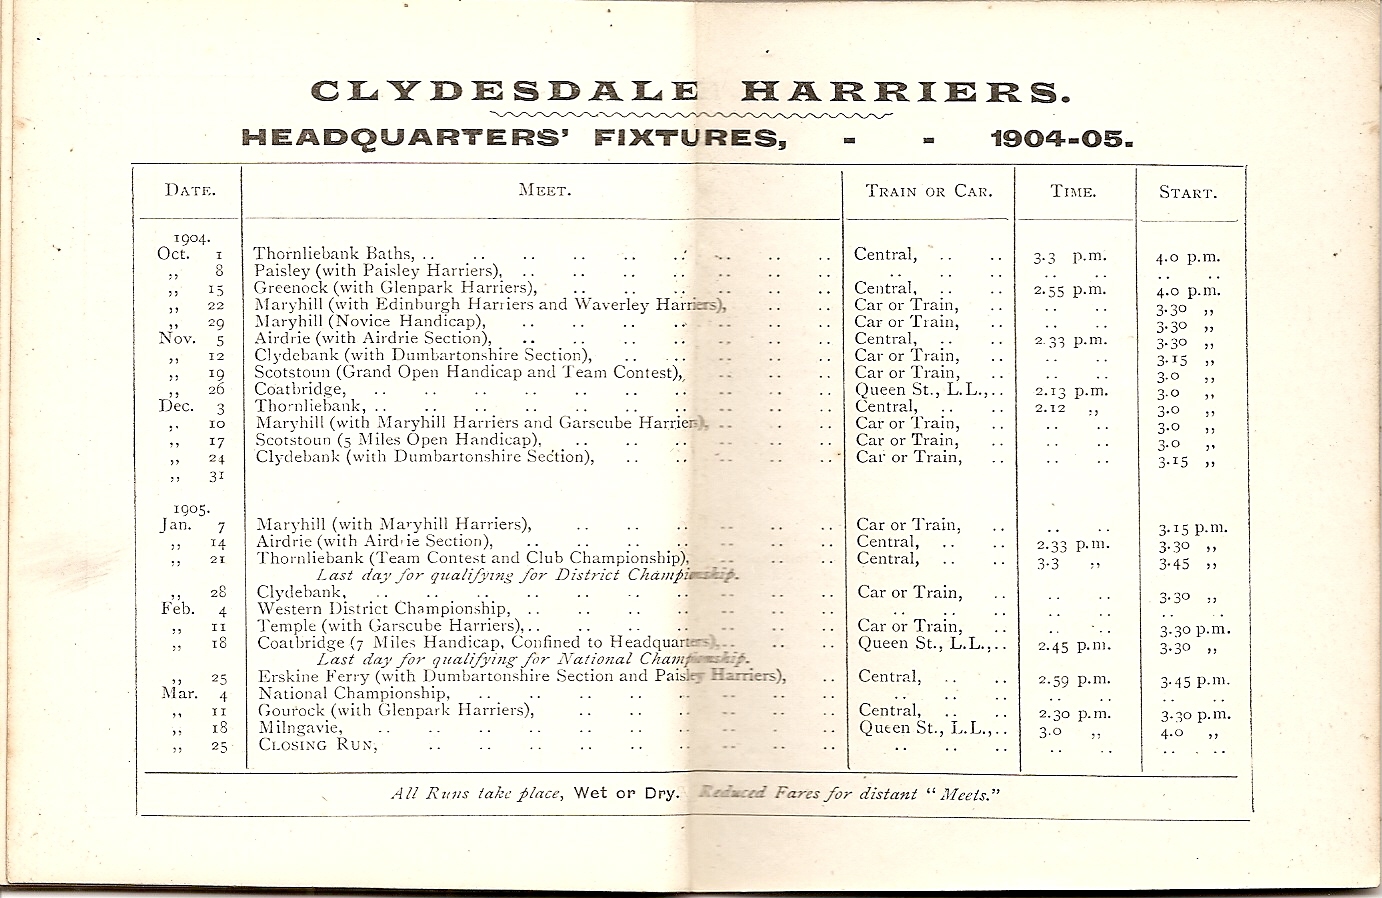 CLYDESDALE HARRIERS.
HEADQUARTERS' FIXTURES, - - 1904-05.
DATE. MEET. TRAIN OR CAR. TIME. START.
1904.
Oct. 1 Thornliebank Baths, .. .. .. .. .. .. .. .. .. Central, .. .. 3.3 p.m. 4.0 p.m.
,, 8 Paisley (with Paisley Harriers), .. .. .. .. .. .. .. .. .. .. .. .. .. .. ..
,, 15 Greenock (with Glenpark Harriers), .. .. .. .. .. .. Central, .. .. 2.55 p.m. 4.0 p.m.
,, 22 Maryhill (with Edinburgh Harriers and Waverley Harriers), .. .. Car or Train, .. .. .. 3.30 ,,
,, 29 Maryhill (Novice Handicap), .. .. .. .. .. .. .. Car or Train, .. .. .. 3.30 ,,
Nov. 5 Airdrie (with Airdrie Section), .. .. .. .. .. .. .. Central, .. .. 2.33 p.m. 3.30 ,,
,, 12 Clydebank (with Dumbartonshire Section), .. .. .. .. .. Car or Train, .. .. .. 3.15 ,,
,, 19 Scotstoun (Grand Open Handicap and Team Contest), .. .. .. Car or Train, .. .. .. 3.0 ,,
,, 26 Coatbridge, .. .. .. .. .. .. .. .. .. .. Queen St., L.L., .. 2.13 p.m. 3.0 ,,
Dec. 3 Thornliebank, .. .. .. .. .. .. .. .. .. .. Central, .. .. 2.12 ,, 3.0 ,,
,, 10 Maryhill (with Maryhill Harriers and Garscube Harriers), .. .. .. Car or Train, .. .. .. 3.0 ,,
,, 17 Scotstoun (5 Miles Open Handicap), .. .. .. .. .. .. Car or Train, .. .. .. 3.0 ,,
,, 24 Clydebank (with Dumbartonshire Section), .. .. .. .. .. Car or Train, .. .. .. 3.15 ,,
,, 31
1905.
Jan. 7 Maryhill (with Maryhill Harriers), .. .. .. .. .. .. Car or Train, .. .. .. 3.15 p.m.
,, 14 Airdrie (with Airdrie Section), .. .. .. .. .. .. .. Central, .. .. 2.33 p.m. 3.30 ,,
,, 21 Thornliebank (Team Contest and Club Championship), .. .. .. Central, .. .. 3.3 ,, 3.45 ,,
Last day for qualifying for District Championship.
,, 28 Clydebank, .. .. .. .. .. .. .. .. .. .. Car or Train, .. .. .. 3.30 ,,
Feb. 4 Western District Championship, .. .. .. .. .. .. .. .. .. .. .. .. .. ..
,, 11 Temple (with Garscube Harriers), .. .. .. .. .. .. .. Car or Train, .. .. .. 3.30 p.m.
,, 18 Coatbridge (7 Miles Handicap, Confined to Headquarters), .. .. .. Queen St., L.L., .. 2.45 p.m. 3.30 ,,
Last day for qualifying for National Championship.
,, 25 Erskine Ferry (with Dumbartonshire Section and Paisley Harriers), .. Central, .. .. 2.59 p.m. 3.45 p.m.
Mar. 4 National Championship, .. .. .. .. .. .. .. .. .. .. .. .. .. .. ..
,, 11 Gourock (with Glenpark Harriers), .. .. .. .. .. .. Central, .. .. 2.30 p.m. 3.30 p.m.
,, 18 Milngavie, .. .. .. .. .. .. .. .. .. .. Queen St., L.L., .. 3.0 ,, 4.0 ,,
,, 25 CLOSING RUN, .. .. .. .. .. .. .. .. .. .. .. .. .. .. .. ..
All Runs take place, Wet or Dry. Reduced Fares for distant "Meets."